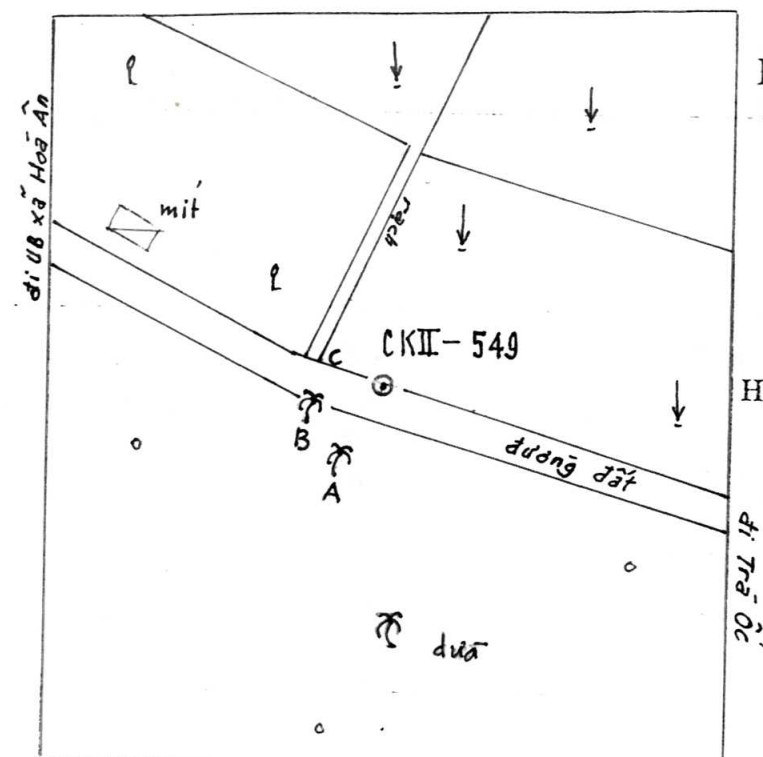 đi UB xã Hoà Ân
mít
rạch
C
CKII - 549
H
B
A
đường đất
đi Trà Ốc
dừa